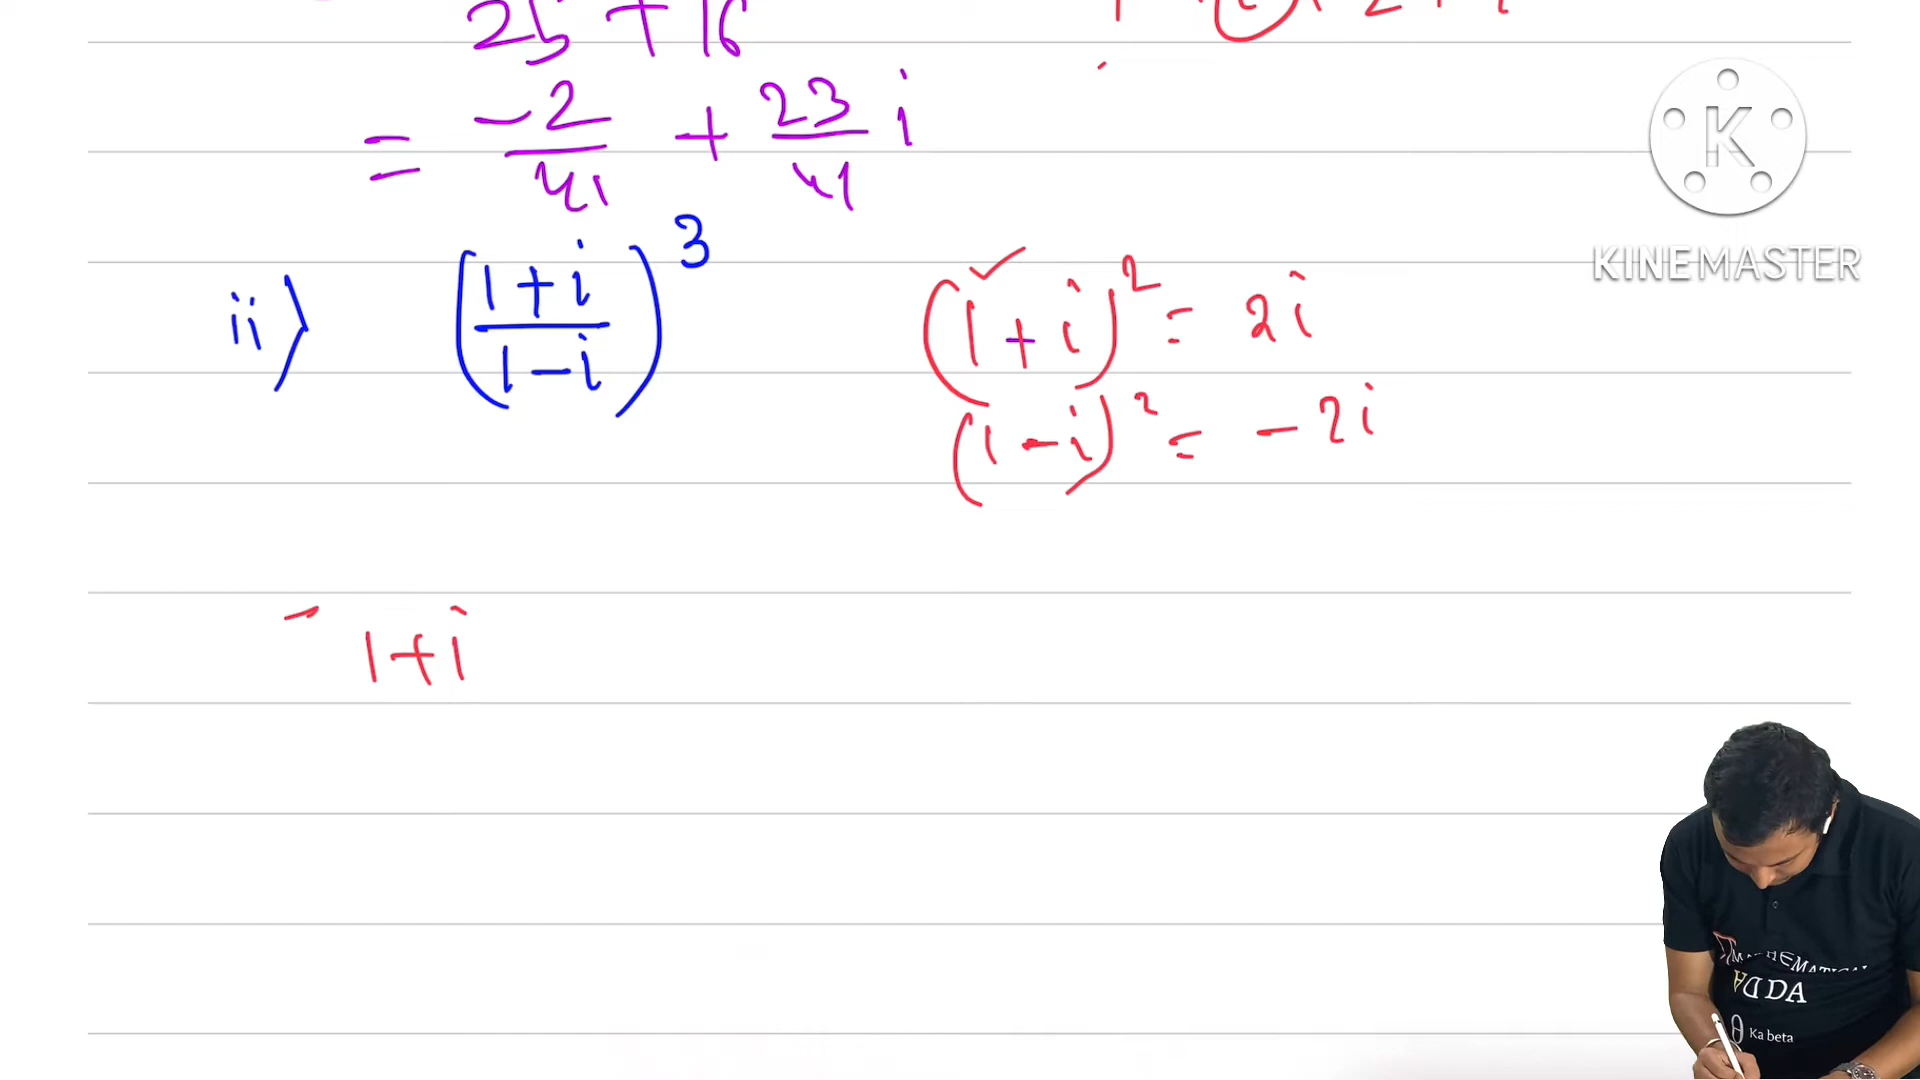 25 + 16
= -2/41 + 23/41 i
ii) ((1+i)/(1-i))^3
(1+i)^2 = 2i
(1-i)^2 = -2i
1+i
K
KINEMASTER
MATHEMATICAL
ADDA
θ Ka beta